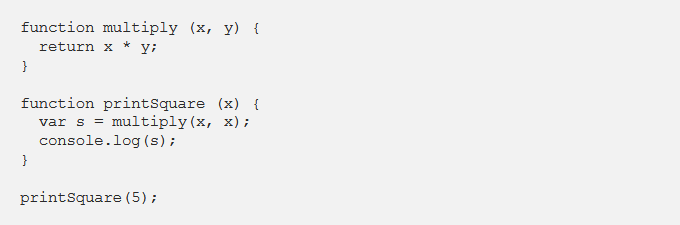 function multiply (x, y) {
  return x * y;
}

function printSquare (x) {
  var s = multiply(x, x);
  console.log(s);
}

printSquare(5);